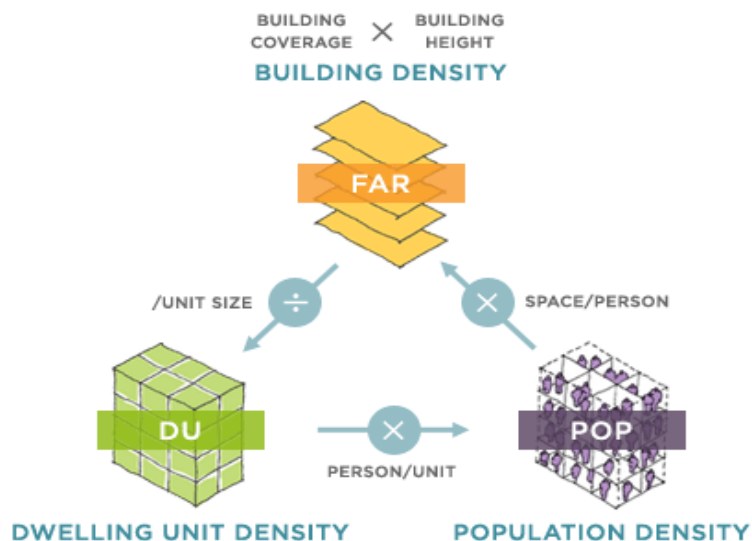 BUILDING COVERAGE × BUILDING HEIGHT
BUILDING DENSITY
FAR
/UNIT SIZE
÷
×
SPACE/PERSON
DU
×
POP
PERSON/UNIT
DWELLING UNIT DENSITY
POPULATION DENSITY